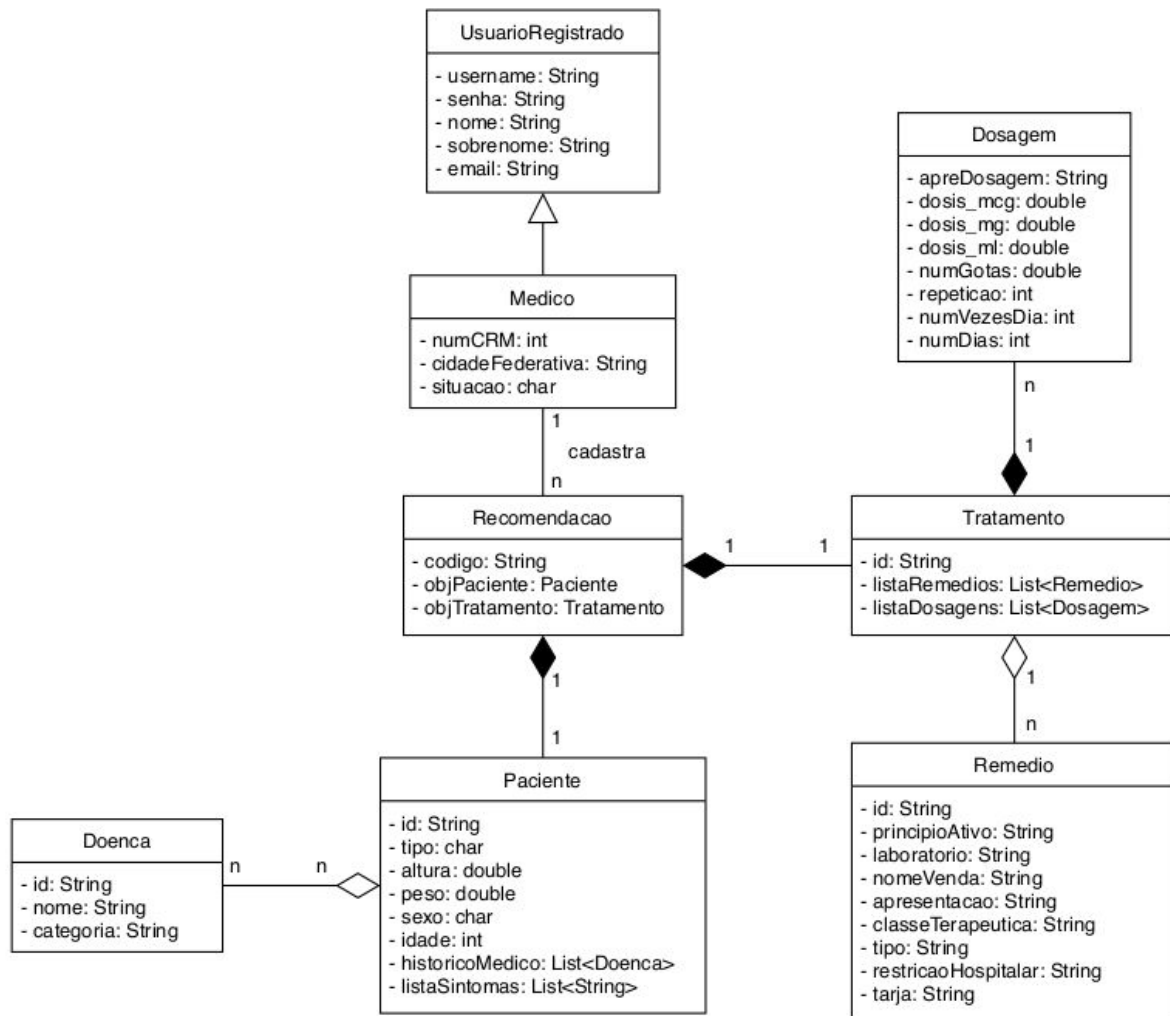 UsuarioRegistrado
- username: String
- senha: String
- nome: String
- sobrenome: String
- email: String
Dosagem
- apreDosagem: String
- dosis_mcg: double
- dosis_mg: double
- dosis_ml: double
- numGotas: double
- repeticao: int
- numVezesDia: int
- numDias: int
Medico
- numCRM: int
- cidadeFederativa: String
- situacao: char
n
1
1
cadastra
n
Recomendacao
- codigo: String
- objPaciente: Paciente
- objTratamento: Tratamento
1
1
Tratamento
- id: String
- listaRemedios: List<Remedio>
- listaDosagens: List<Dosagem>
1
1
1
n
Paciente
- id: String
- tipo: char
- altura: double
- peso: double
- sexo: char
- idade: int
- historicoMedico: List<Doenca>
- listaSintomas: List<String>
Remedio
- id: String
- principioAtivo: String
- laboratorio: String
- nomeVenda: String
- apresentacao: String
- classeTerapeutica: String
- tipo: String
- restricaoHospitalar: String
- tarja: String
Doenca
- id: String
- nome: String
- categoria: String
n
n